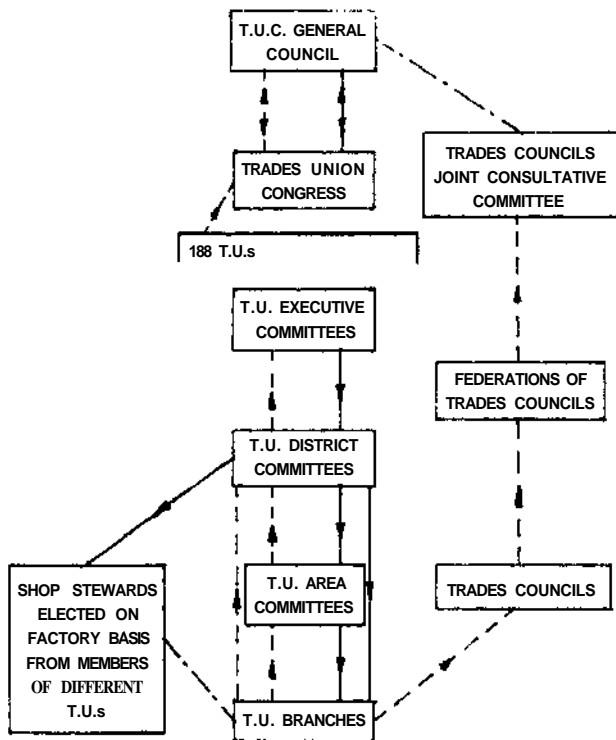 T.U.C. GENERAL
COUNCIL
TRADES UNION
CONGRESS
TRADES COUNCILS
JOINT CONSULTATIVE
COMMITTEE
188 T.U.s
T.U. EXECUTIVE
COMMITTEES
FEDERATIONS OF
TRADES COUNCILS
T.U. DISTRICT
COMMITTEES
SHOP STEWARDS
ELECTED ON
FACTORY BASIS
FROM MEMBERS
OF DIFFERENT
T.U.s
T.U. AREA
COMMITTEES
TRADES COUNCILS
T.U. BRANCHES